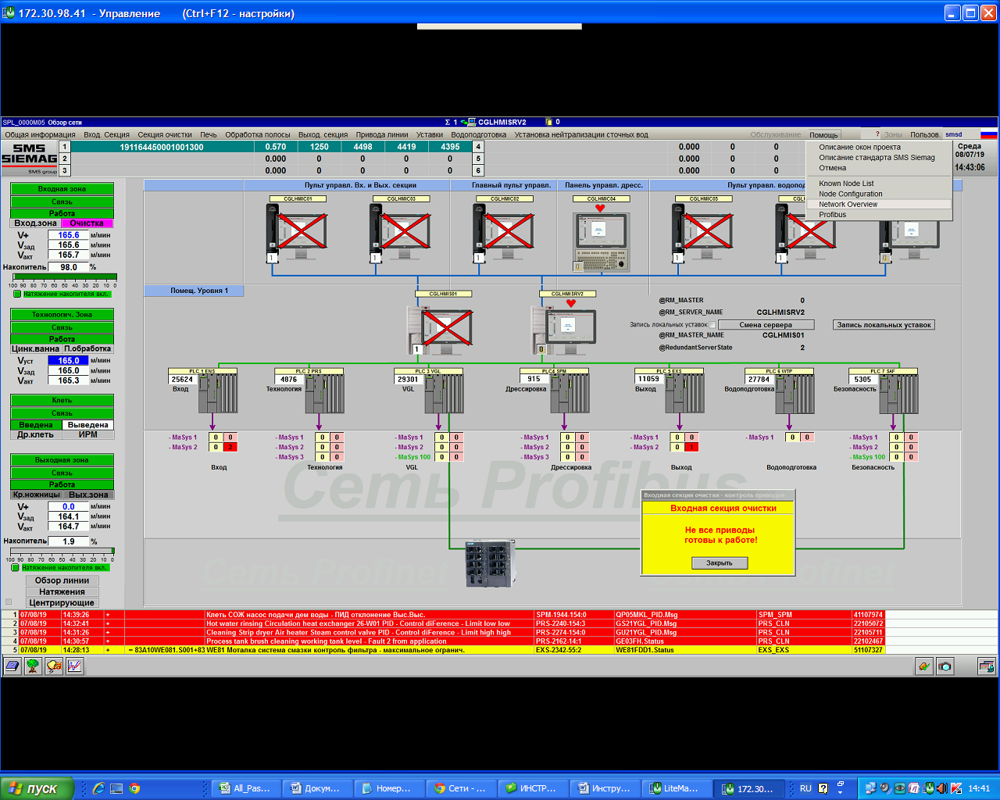 172.30.98.41 - Управление (Ctrl+F12 - настройки)
SPL_0000M05 Обзор сети Σ 1 CGLHMISRV2 0
Общая информация Вход. Секция Секция очистки Печь Обработка полосы Выход. секция Привода линии Уставки Водоподготовка Установка нейтрализации сточных вод Обслуживание Помощь ? Зоны Пользов. smsd
SMS SIEMAG
SMS group
1 191164450001001300 0.570 1250 4498 4419 4395 4 0.000 0 0
2 0.000 0 0 0 0 5 0.000 0 0
3 0.000 0 0 0 0 6 0.000 0 0
Среда
08/07/19
14:43:06
Описание окон проекта
Описание стандарта SMS Siemag
Отмена
Known Node List
Node Configuration
Network Overview
Profibus
Входная зона
Связь
Работа
Вход.зона Очистка
V+ 165.6 м/мин
Vзад 165.6 м/мин
Vакт 165.7 м/мин
Накопитель 98.0 %
100 90 80 70 60 50 40 30 20 10 0
Натяжение накопителя вкл.
Технологич. Зона
Связь
Работа
Цинк.ванна П.обработка
Vуст 165.0 м/мин
Vзад 165.0 м/мин
Vакт 165.3 м/мин
Клеть
Связь
Введена Выведена
Др.клеть ИРМ
Выходная зона
Связь
Работа
Кр.ножницы Вых.зона
V+ 0.0 м/мин
Vзад 164.1 м/мин
Vакт 164.7 м/мин
Накопитель 1.9 %
100 90 80 70 60 50 40 30 20 10 0
Натяжение накопителя вкл.
Обзор линии
Натяжения
Центрирующие
Пульт управл. Вх. и Вых. секции Главный пульт управл. Панель управл. дресс. Пульт управл. водопод
CGLHMIC01 CGLHMIC03 CGLHMIC02 CGLHMIC04 CGLHMIC05
1 1 1 0 1 1 0
Помещ. Уровня 1
CGLHMIS01 CGLHMISRV2
1 0
@RM_MASTER 0
@RM_SERVER_NAME CGLHMISRV2
Запись локальных уставок Смена сервера Запись локальных уставок
@RM_MASTER_NAME CGLHMIS01
@RedundantServerState 2
PLC 1 ENS PLC 2 PRS PLC 3 VGL PLC4 SPM PLC 5 EXS PLC 6 WTP PLC 7 SAF
25624 4876 29301 915 11059 27784 5305
Вход Технология VGL Дрессировка Выход Водоподготовка Безопасность
- MaSys 1 0 0 - MaSys 1 0 0 - MaSys 1 0 0 - MaSys 1 0 0 - MaSys 1 0 0 - MaSys 1 0 0 - MaSys 1 0 0
- MaSys 2 0 2 - MaSys 2 0 0 - MaSys 2 0 0 - MaSys 2 0 0 - MaSys 2 0 1 - MaSys 2 0 0
- MaSys 3 0 0 - MaSys 100 0 0 - MaSys 3 0 0 - MaSys 100 0 0
Вход Технология VGL Дрессировка Выход Водоподготовка Безопасность
Сеть Profibus
Входная секция очистки - контроль приводов
Входная секция очистки
Не все приводы
готовы к работе!
Закрыть
1 07/08/19 14:39:26 + Клеть СОЖ насос подачи дем воды - ПИД отклонение Выс.Выс. SPM-1944-154:0 QP05MKL_PID.Msg SPM_SPM 41107974
2 07/08/19 14:32:41 + Hot water rinsing Circulation heat exchanger 26-W01 PID - Control diFerence - Limit low low PRS-2240-154:3 GS21YGL_PID.Msg PRS_CLN 22105072
3 07/08/19 14:31:26 + Cleaning Strip dryer Air heater Steam control valve PID - Control diFerence - Limit high high PRS-2274-154:0 GU21YGL_PID.Msg PRS_CLN 22105711
4 07/08/19 14:30:57 + Process tank brush cleaning working tank level - Fault 2 from application PRS-2162-14:1 GE03FH.Status PRS_CLN 22102467
5 07/08/19 14:28:13 + = 83A10WE081.S001+83 WE81 Моталка система смазки контроль фильтра - максимальное огранич. EXS-2342-55:2 WE81FDD1.Status EXS_EXS 51107327
пуск All_Pas... Докум... Номер... Сети - ... ИНСТР... Инстру... LiteMa... 172.30... RU 14:41